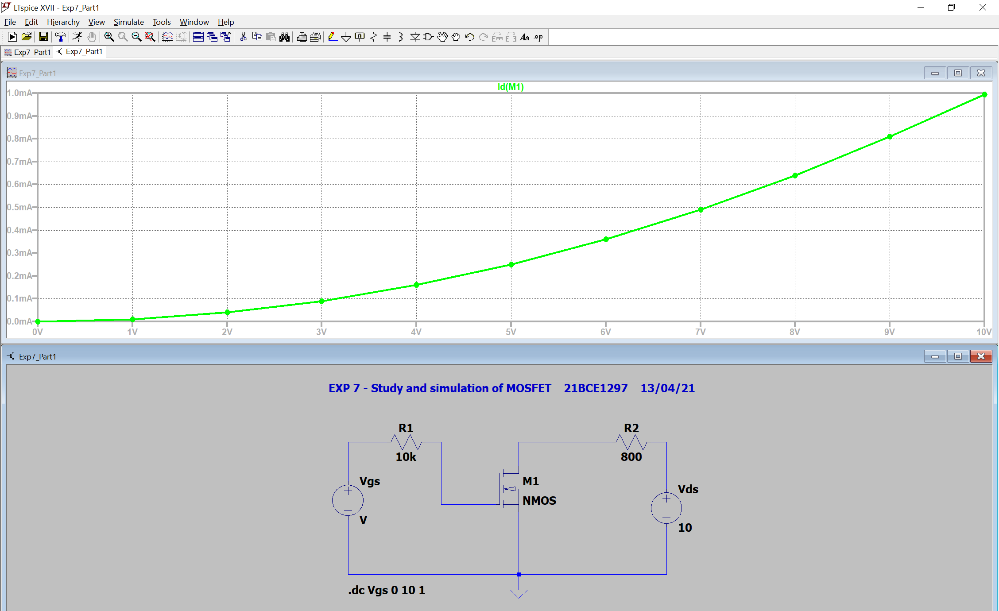 LTspice XVII - Exp7_Part1
File Edit Hierarchy View Simulate Tools Window Help
Exp7_Part1 Exp7_Part1
Exp7_Part1
Id(M1)
1.0mA
0.9mA
0.8mA
0.7mA
0.6mA
0.5mA
0.4mA
0.3mA
0.2mA
0.1mA
0.0mA
0V 1V 2V 3V 4V 5V 6V 7V 8V 9V 10V
Exp7_Part1
EXP 7 - Study and simulation of MOSFET 21BCE1297 13/04/21
R1
10k
R2
800
Vgs
V
M1
NMOS
Vds
10
.dc Vgs 0 10 1